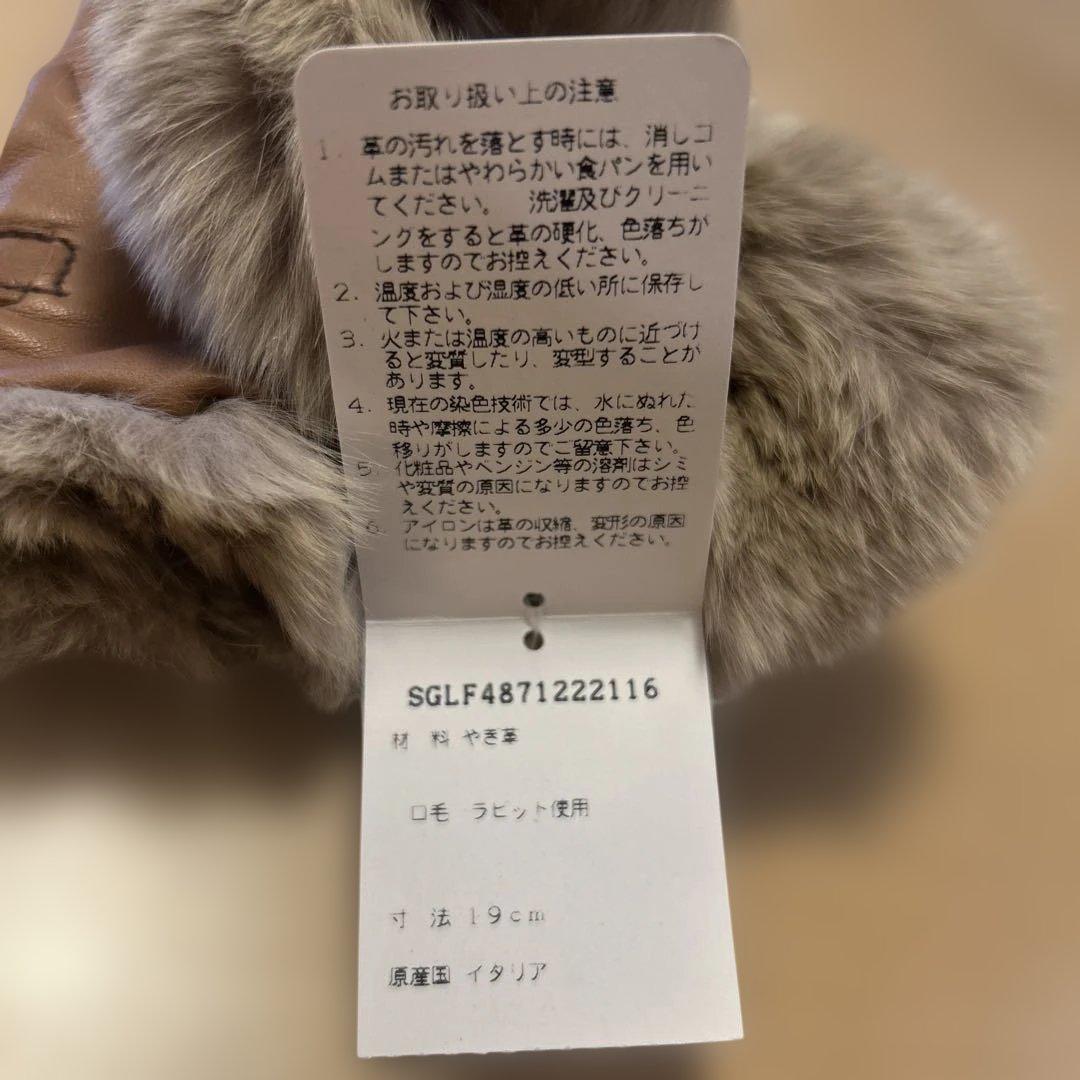 お取り扱い上の注意
1. 革の汚れを落とす時には、消しゴ
ムまたはやわらかい食パンを用い
てください。 洗濯及びクリーニ
ングをすると革の硬化、色落ちが
しますのでお控えください。
2. 温度および湿度の低い所に保存し
て下さい。
3. 火または温度の高いものに近づけ
ると変質したり、変型することが
あります。
4. 現在の染色技術では、水にぬれた
時や摩擦による多少の色落ち、色
移りがしますのでご留意下さい。
5. 化粧品やベンジン等の溶剤はシミ
や変質の原因になりますのでお控
えください。
6. アイロンは革の収縮、変形の原因
になりますのでお控えください。
SGLF4871222116
材 料 やぎ革
口毛 ラビット使用
寸 法 19cm
原産国 イタリア